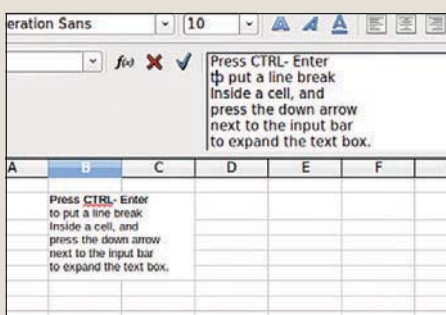 eration Sans
10
f(x)
Press CTRL- Enter
to put a line break
Inside a cell, and
press the down arrow
next to the input bar
to expand the text box.
A B C D E F
Press CTRL- Enter
to put a line break
Inside a cell, and
press the down arrow
next to the input bar
to expand the text box.